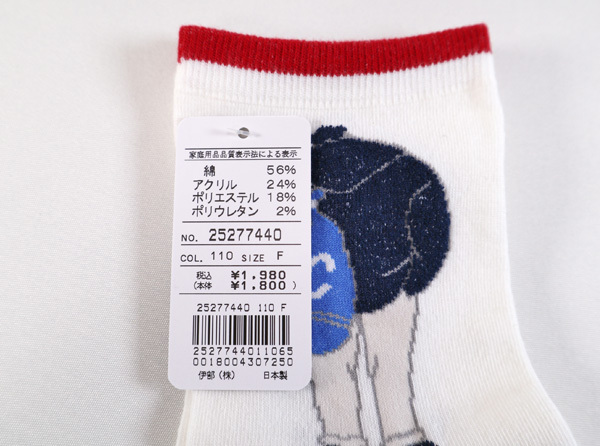 家庭用品品質表示法による表示
綿 56%
アクリル 24%
ポリエステル 18%
ポリウレタン 2%
NO. 25277440
COL. 110 SIZE F
税込 ¥1,980
(本体 ¥1,800)
25277440 110 F
2527744011065
0018004307250
伊部(株) 日本製
C